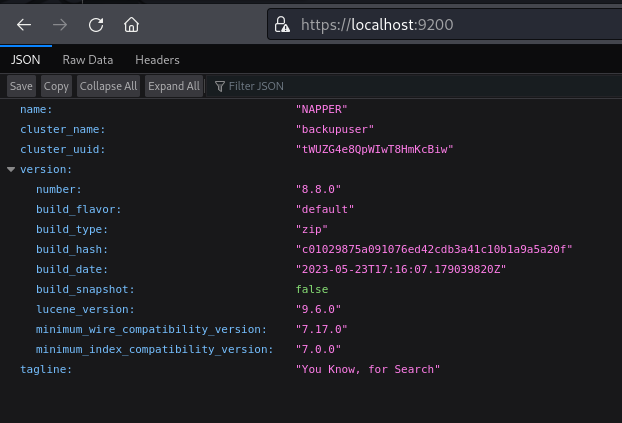 https://localhost:9200
JSON Raw Data Headers
Save Copy Collapse All Expand All Filter JSON
name: "NAPPER"
cluster_name: "backupuser"
cluster_uuid: "tWUZG4e8QpWIwT8HmKcBiw"
version:
number: "8.8.0"
build_flavor: "default"
build_type: "zip"
build_hash: "c01029875a091076ed42cdb3a41c10b1a9a5a20f"
build_date: "2023-05-23T17:16:07.179039820Z"
build_snapshot: false
lucene_version: "9.6.0"
minimum_wire_compatibility_version: "7.17.0"
minimum_index_compatibility_version: "7.0.0"
tagline: "You Know, for Search"